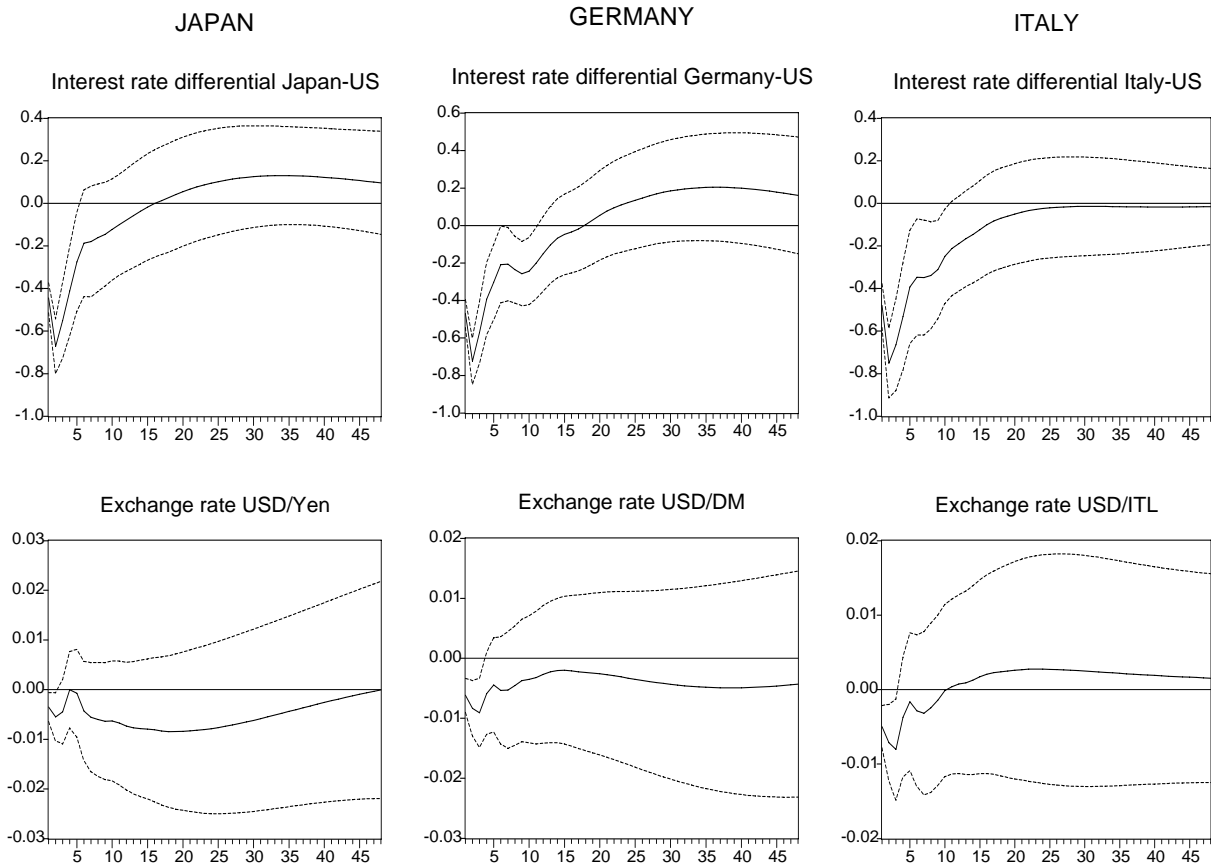 JAPAN GERMANY ITALY
Interest rate differential Japan-US Interest rate differential Germany-US Interest rate differential Italy-US
0.4 0.6 0.4
0.2 0.4 0.2
0.0 0.2 0.0
-0.2 0.0 -0.2
-0.4 -0.2 -0.4
-0.6 -0.4 -0.6
-0.8 -0.6 -0.8
-1.0 -0.8 -1.0
-1.0
5 10 15 20 25 30 35 40 45 5 10 15 20 25 30 35 40 45 5 10 15 20 25 30 35 40 45
Exchange rate USD/Yen Exchange rate USD/DM Exchange rate USD/ITL
0.03 0.02 0.02
0.02 0.01 0.01
0.01 0.00 0.00
0.00 -0.01 -0.01
-0.01 -0.02 -0.02
-0.02 -0.03
-0.03
5 10 15 20 25 30 35 40 45 5 10 15 20 25 30 35 40 45 5 10 15 20 25 30 35 40 45